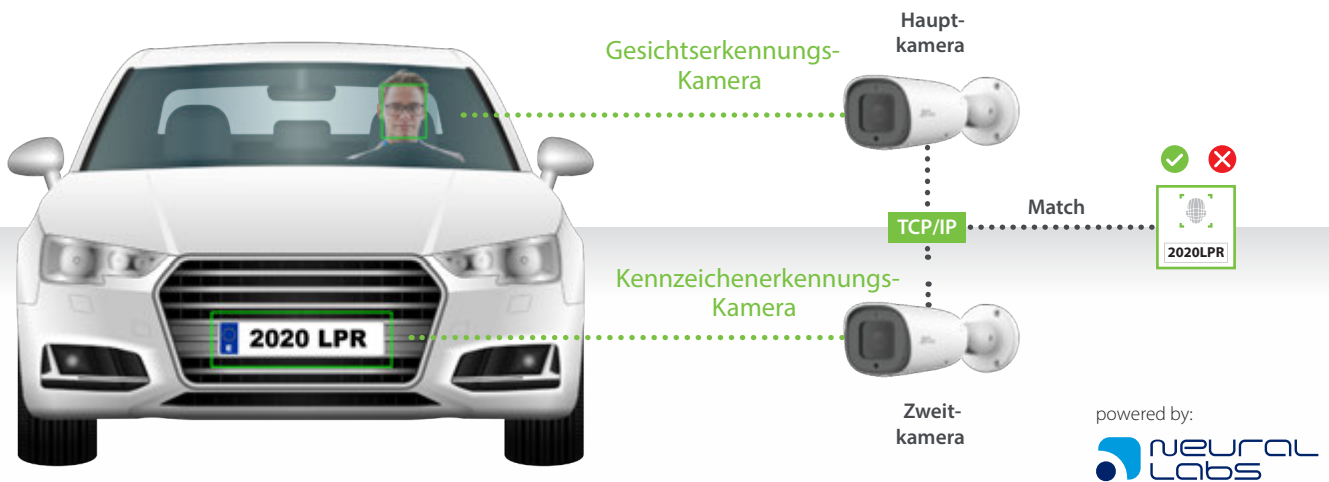 Haupt-
kamera
Gesichtserkennungs-
Kamera
TCP/IP
Match
2020LPR
Kennzeichenerkennungs-
Kamera
2020 LPR
Zweit-
kamera
powered by:
neural
Labs